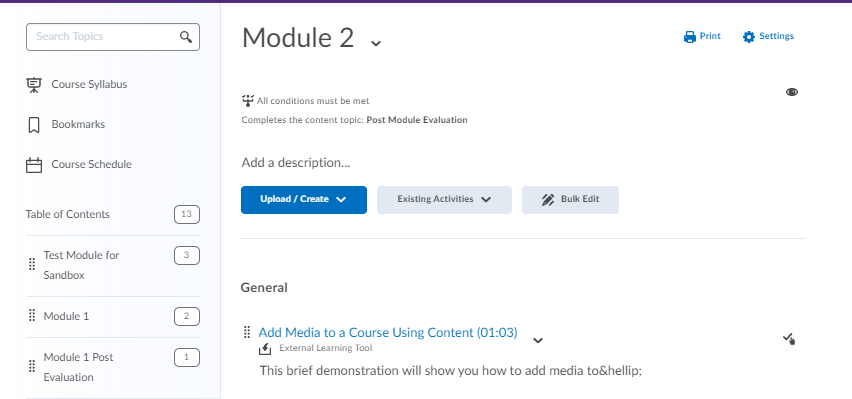 Search Topics
Course Syllabus
Bookmarks
Course Schedule
Table of Contents 13
Test Module for 3
Sandbox
Module 1 2
Module 1 Post 1
Evaluation
Module 2
Print Settings
All conditions must be met
Completes the content topic: Post Module Evaluation
Add a description...
Upload / Create Existing Activities Bulk Edit
General
Add Media to a Course Using Content (01:03)
External Learning Tool
This brief demonstration will show you how to add media to&hellip;